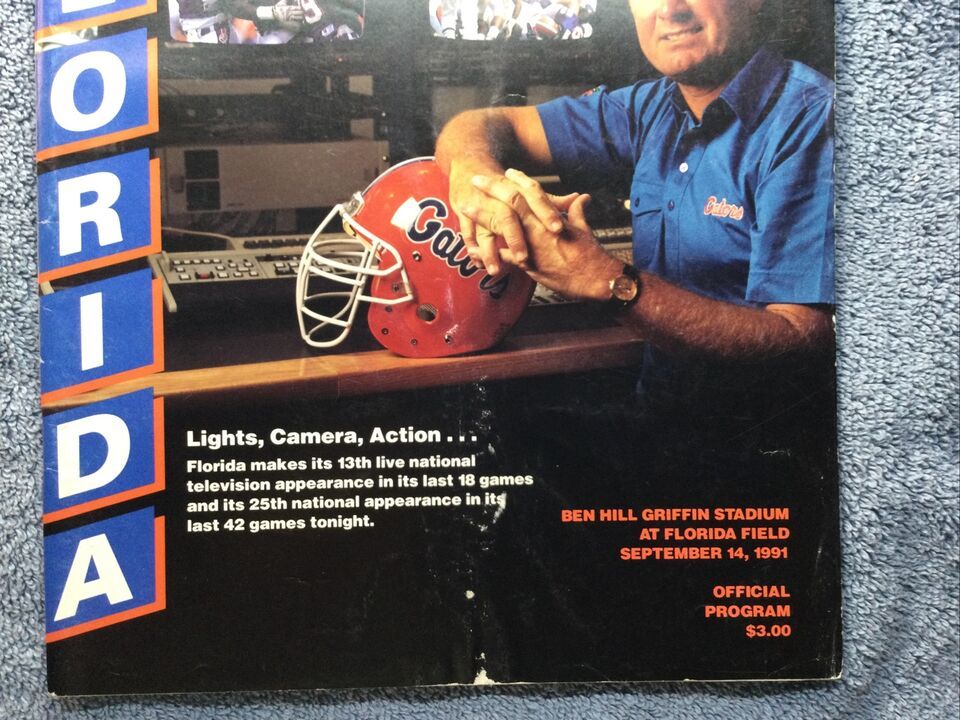 L
O
R
I
D
A
Gators
Gators
Lights, Camera, Action . . .
Florida makes its 13th live national
television appearance in its last 18 games
and its 25th national appearance in its
last 42 games tonight.
BEN HILL GRIFFIN STADIUM
AT FLORIDA FIELD
SEPTEMBER 14, 1991
OFFICIAL
PROGRAM
$3.00